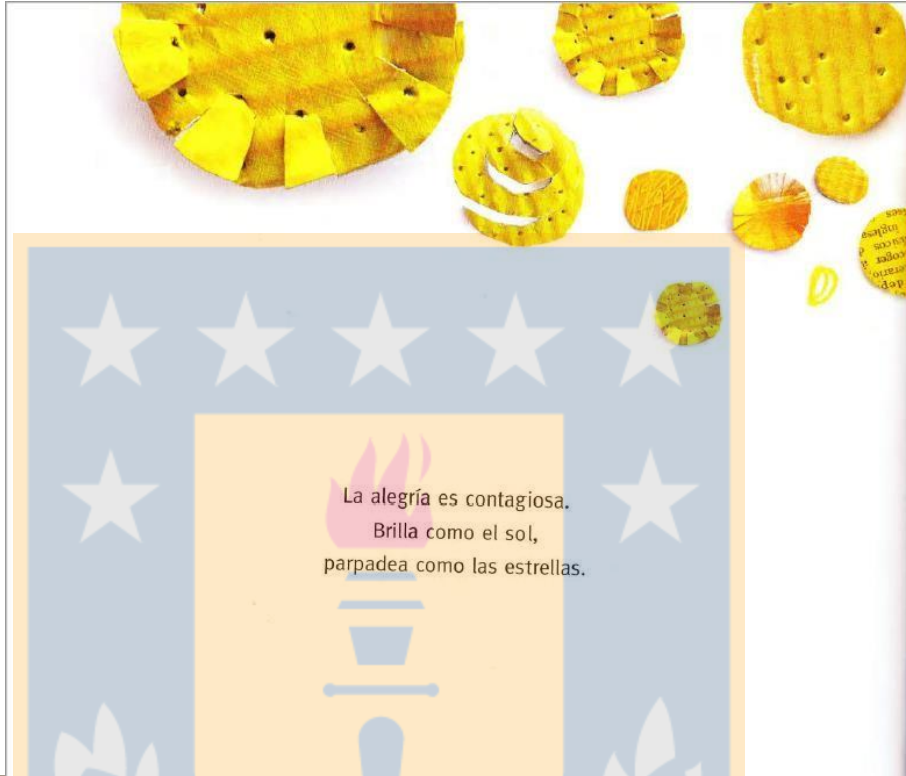 La alegría es contagiosa.
Brilla como el sol,
parpadea como las estrellas.